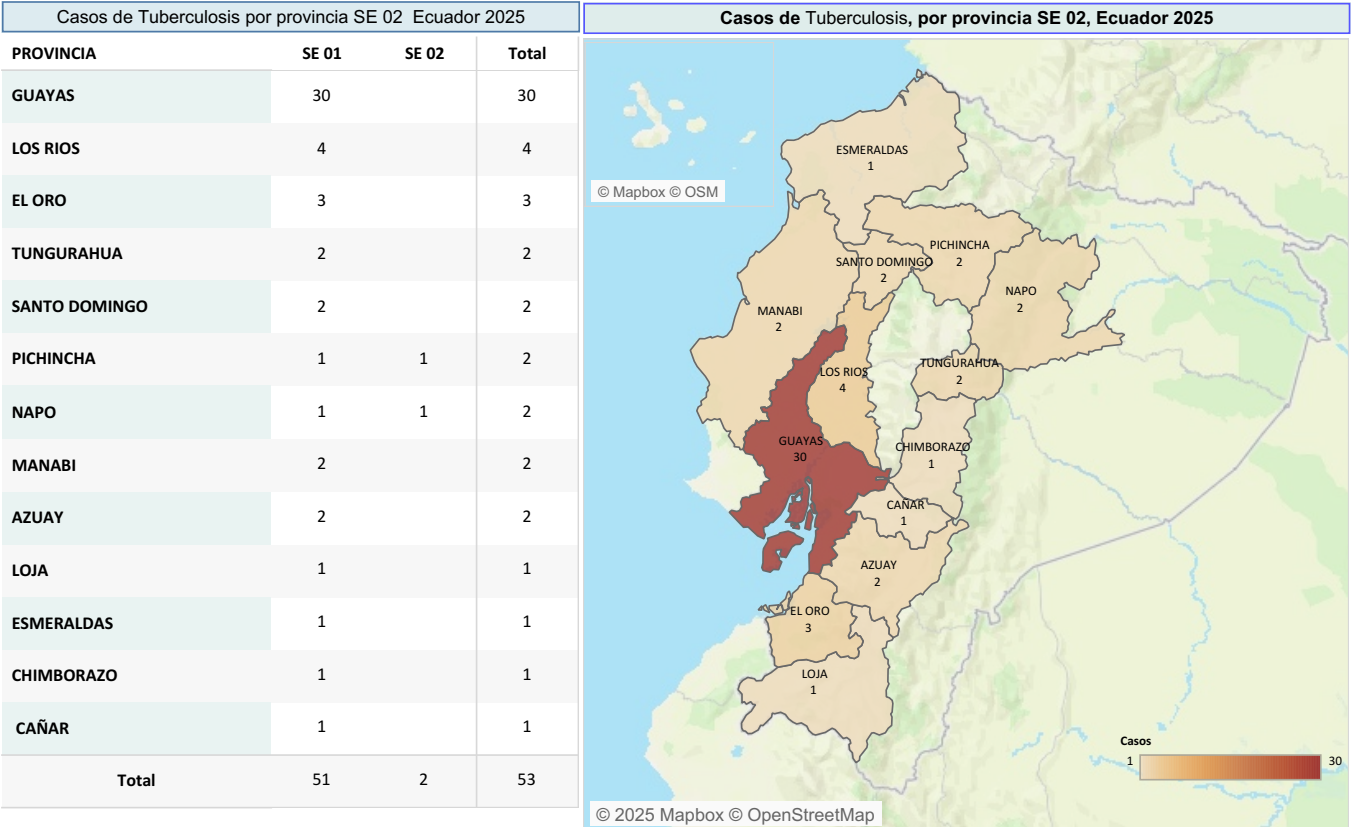 Casos de Tuberculosis por provincia SE 02 Ecuador 2025
PROVINCIA SE 01 SE 02 Total
GUAYAS 30 30
LOS RIOS 4 4
EL ORO 3 3
TUNGURAHUA 2 2
SANTO DOMINGO 2 2
PICHINCHA 1 1 2
NAPO 1 1 2
MANABI 2 2
AZUAY 2 2
LOJA 1 1
ESMERALDAS 1 1
CHIMBORAZO 1 1
CAÑAR 1 1
Total 51 2 53
Casos de Tuberculosis, por provincia SE 02, Ecuador 2025
© Mapbox © OSM
ESMERALDAS
1
PICHINCHA
2
SANTO DOMINGO
2
NAPO
2
MANABI
2
TUNGURAHUA
2
LOS RIOS
4
GUAYAS
30
CHIMBORAZO
1
CAÑAR
1
AZUAY
2
EL ORO
3
LOJA
1
Casos
1 30
© 2025 Mapbox © OpenStreetMap